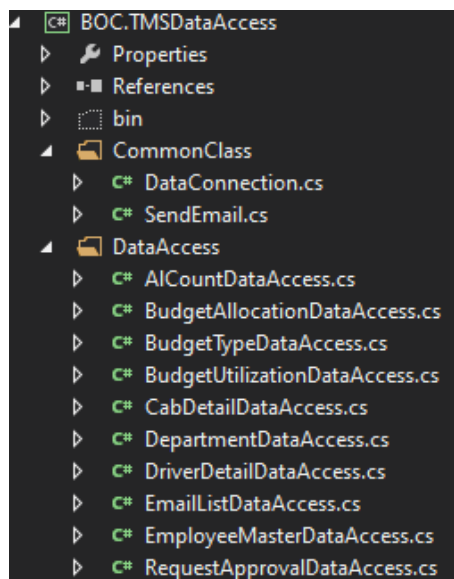 C# BOC.TMSDataAccess
Properties
References
bin
CommonClass
C# DataConnection.cs
C# SendEmail.cs
DataAccess
C# AICountDataAccess.cs
C# BudgetAllocationDataAccess.cs
C# BudgetTypeDataAccess.cs
C# BudgetUtilizationDataAccess.cs
C# CabDetailDataAccess.cs
C# DepartmentDataAccess.cs
C# DriverDetailDataAccess.cs
C# EmailListDataAccess.cs
C# EmployeeMasterDataAccess.cs
C# RequestApprovalDataAccess.cs